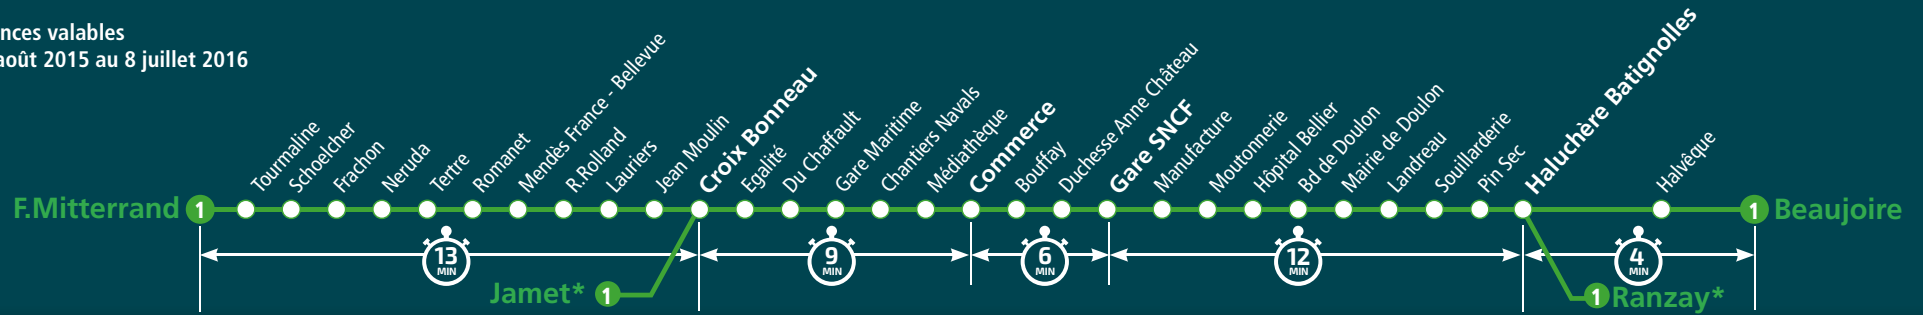 nces valables
août 2015 au 8 juillet 2016
F.Mitterrand 1
Tourmaline
Schoelcher
Frachon
Neruda
Tertre
Romanet
Mendès France - Bellevue
R.Rolland
Lauriers
Jean Moulin
Croix Bonneau
Egalité
Du Chaffault
Gare Maritime
Chantiers Navals
Médiathèque
Commerce
Bouffay
Duchesse Anne Château
Gare SNCF
Manufacture
Moutonnerie
Hôpital Bellier
Bd de Doulon
Mairie de Doulon
Landreau
Souillarderie
Pin Sec
Haluchère Batignolles
Halvêque
1 Beaujoire
13 MIN
9 MIN
6 MIN
12 MIN
4 MIN
Jamet* 1
1 Ranzay*